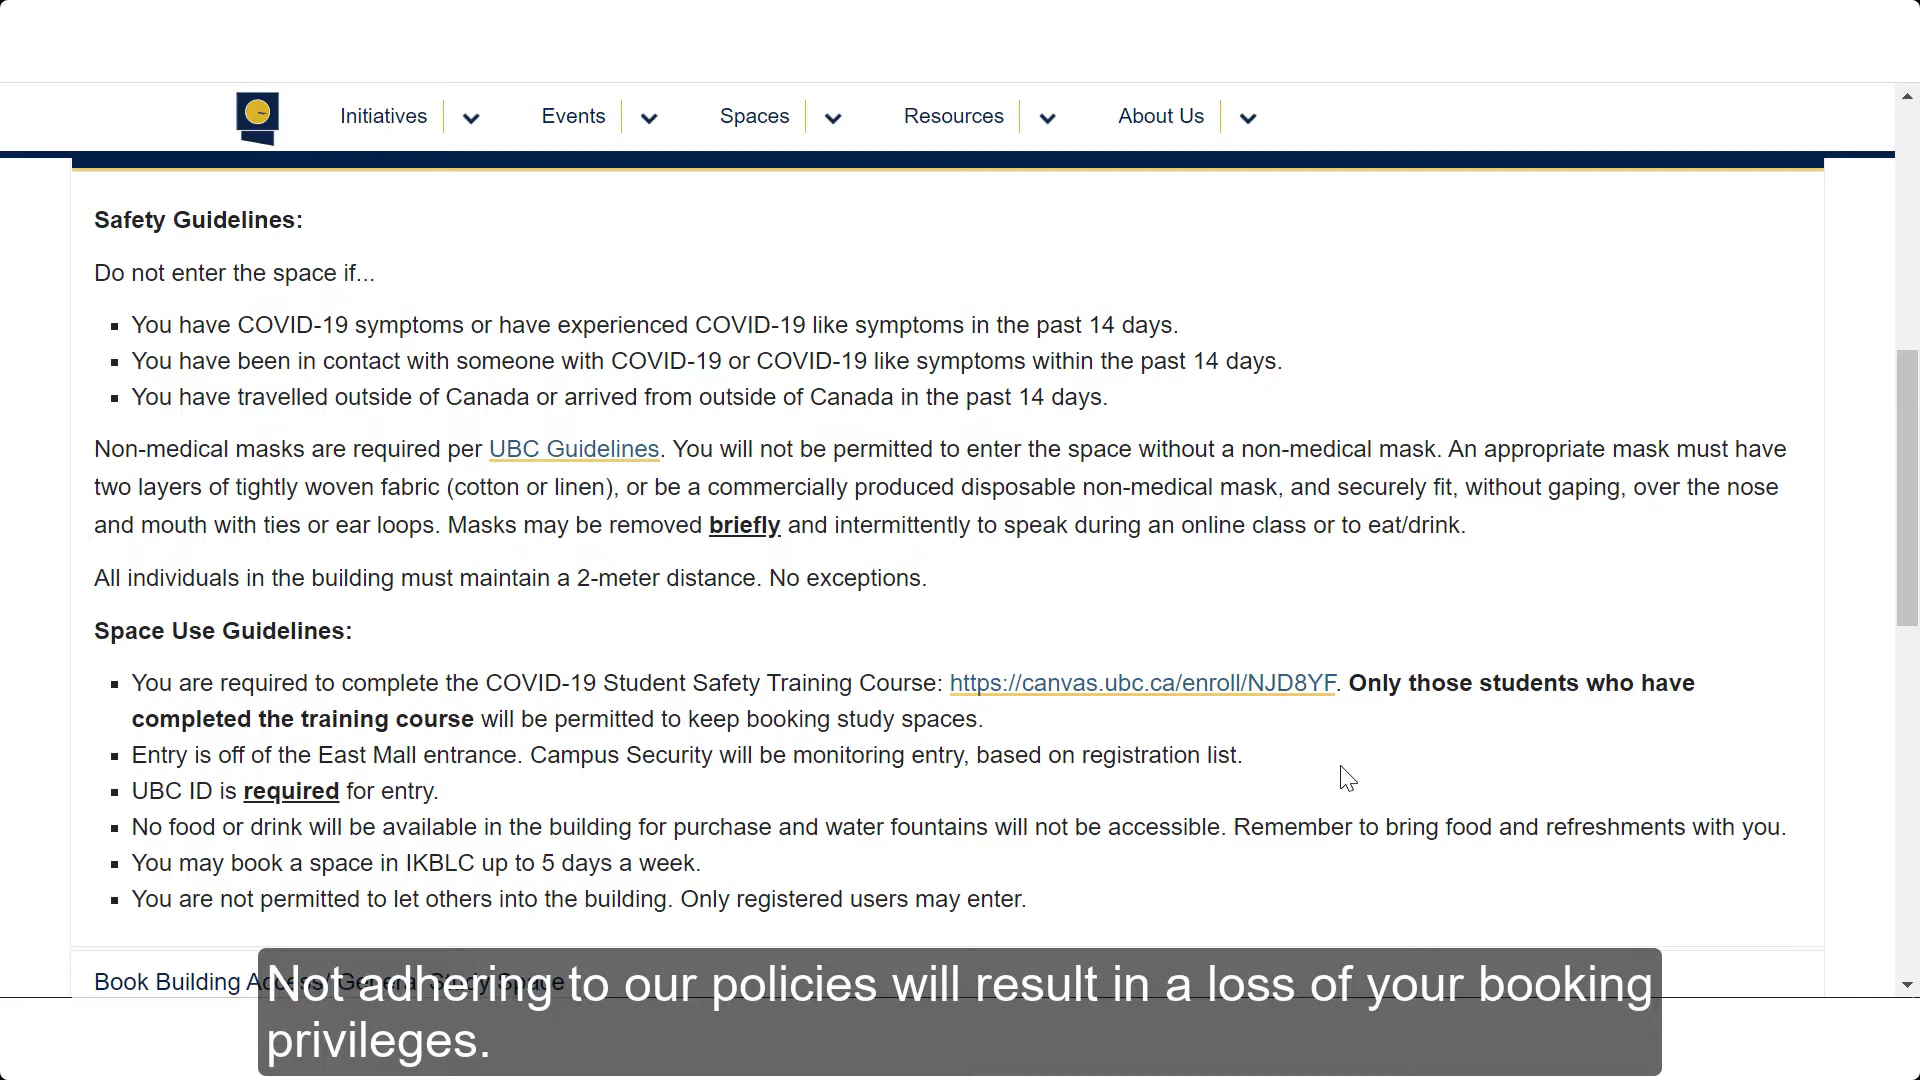 Initiatives Events Spaces Resources About Us
Safety Guidelines:
Do not enter the space if...
▪ You have COVID-19 symptoms or have experienced COVID-19 like symptoms in the past 14 days.
▪ You have been in contact with someone with COVID-19 or COVID-19 like symptoms within the past 14 days.
▪ You have travelled outside of Canada or arrived from outside of Canada in the past 14 days.
Non-medical masks are required per UBC Guidelines. You will not be permitted to enter the space without a non-medical mask. An appropriate mask must have
two layers of tightly woven fabric (cotton or linen), or be a commercially produced disposable non-medical mask, and securely fit, without gaping, over the nose
and mouth with ties or ear loops. Masks may be removed briefly and intermittently to speak during an online class or to eat/drink.
All individuals in the building must maintain a 2-meter distance. No exceptions.
Space Use Guidelines:
▪ You are required to complete the COVID-19 Student Safety Training Course: https://canvas.ubc.ca/enroll/NJD8YF. Only those students who have
completed the training course will be permitted to keep booking study spaces.
▪ Entry is off of the East Mall entrance. Campus Security will be monitoring entry, based on registration list.
▪ UBC ID is required for entry.
▪ No food or drink will be available in the building for purchase and water fountains will not be accessible. Remember to bring food and refreshments with you.
▪ You may book a space in IKBLC up to 5 days a week.
▪ You are not permitted to let others into the building. Only registered users may enter.
Book Building Access/ General Study Space
Not adhering to our policies will result in a loss of your booking
privileges.